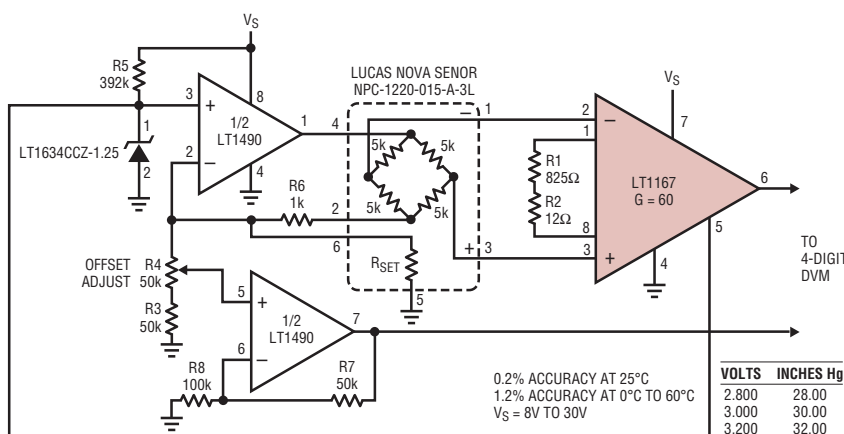 VS
R5
392k
3
+
1/2
LT1490
8
1
4
–
2
LT1634CCZ-1.25
1
2
4
LUCAS NOVA SENOR
NPC-1220-015-A-3L
–
1
5k
5k
5k
5k
+
3
R6
1k
2
6
RSET
5
OFFSET
ADJUST
R4
50k
R3
50k
5
+
1/2
LT1490
7
6
–
R8
100k
R7
50k
VS
2
–
1
7
R1
825Ω
R2
12Ω
LT1167
G = 60
6
8
3
+
4
5
TO
4-DIGIT
DVM
0.2% ACCURACY AT 25°C
1.2% ACCURACY AT 0°C TO 60°C
VS = 8V TO 30V
VOLTS INCHES Hg
2.800 28.00
3.000 30.00
3.200 32.00